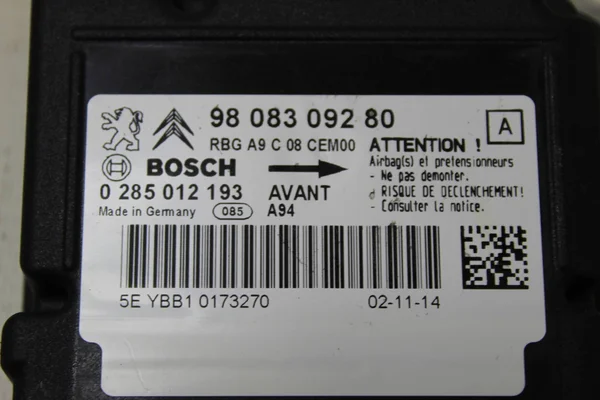 98 083 092 80
A
RBG A9 C 08 CEM00
ATTENTION !
Airbag(s) et pretensionneurs
- Ne pas demonter.
RISQUE DE DECLENCHEMENT!
- Consulter la notice.
BOSCH
0 285 012 193
AVANT
Made in Germany
085
A94
5E YBB1 0173270
02-11-14